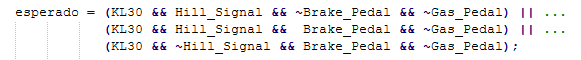 esperado = (KL30 && Hill_Signal && ~Brake_Pedal && ~Gas_Pedal) || ...
(KL30 && Hill_Signal &&  Brake_Pedal && ~Gas_Pedal) || ...
(KL30 && ~Hill_Signal && Brake_Pedal && ~Gas_Pedal);